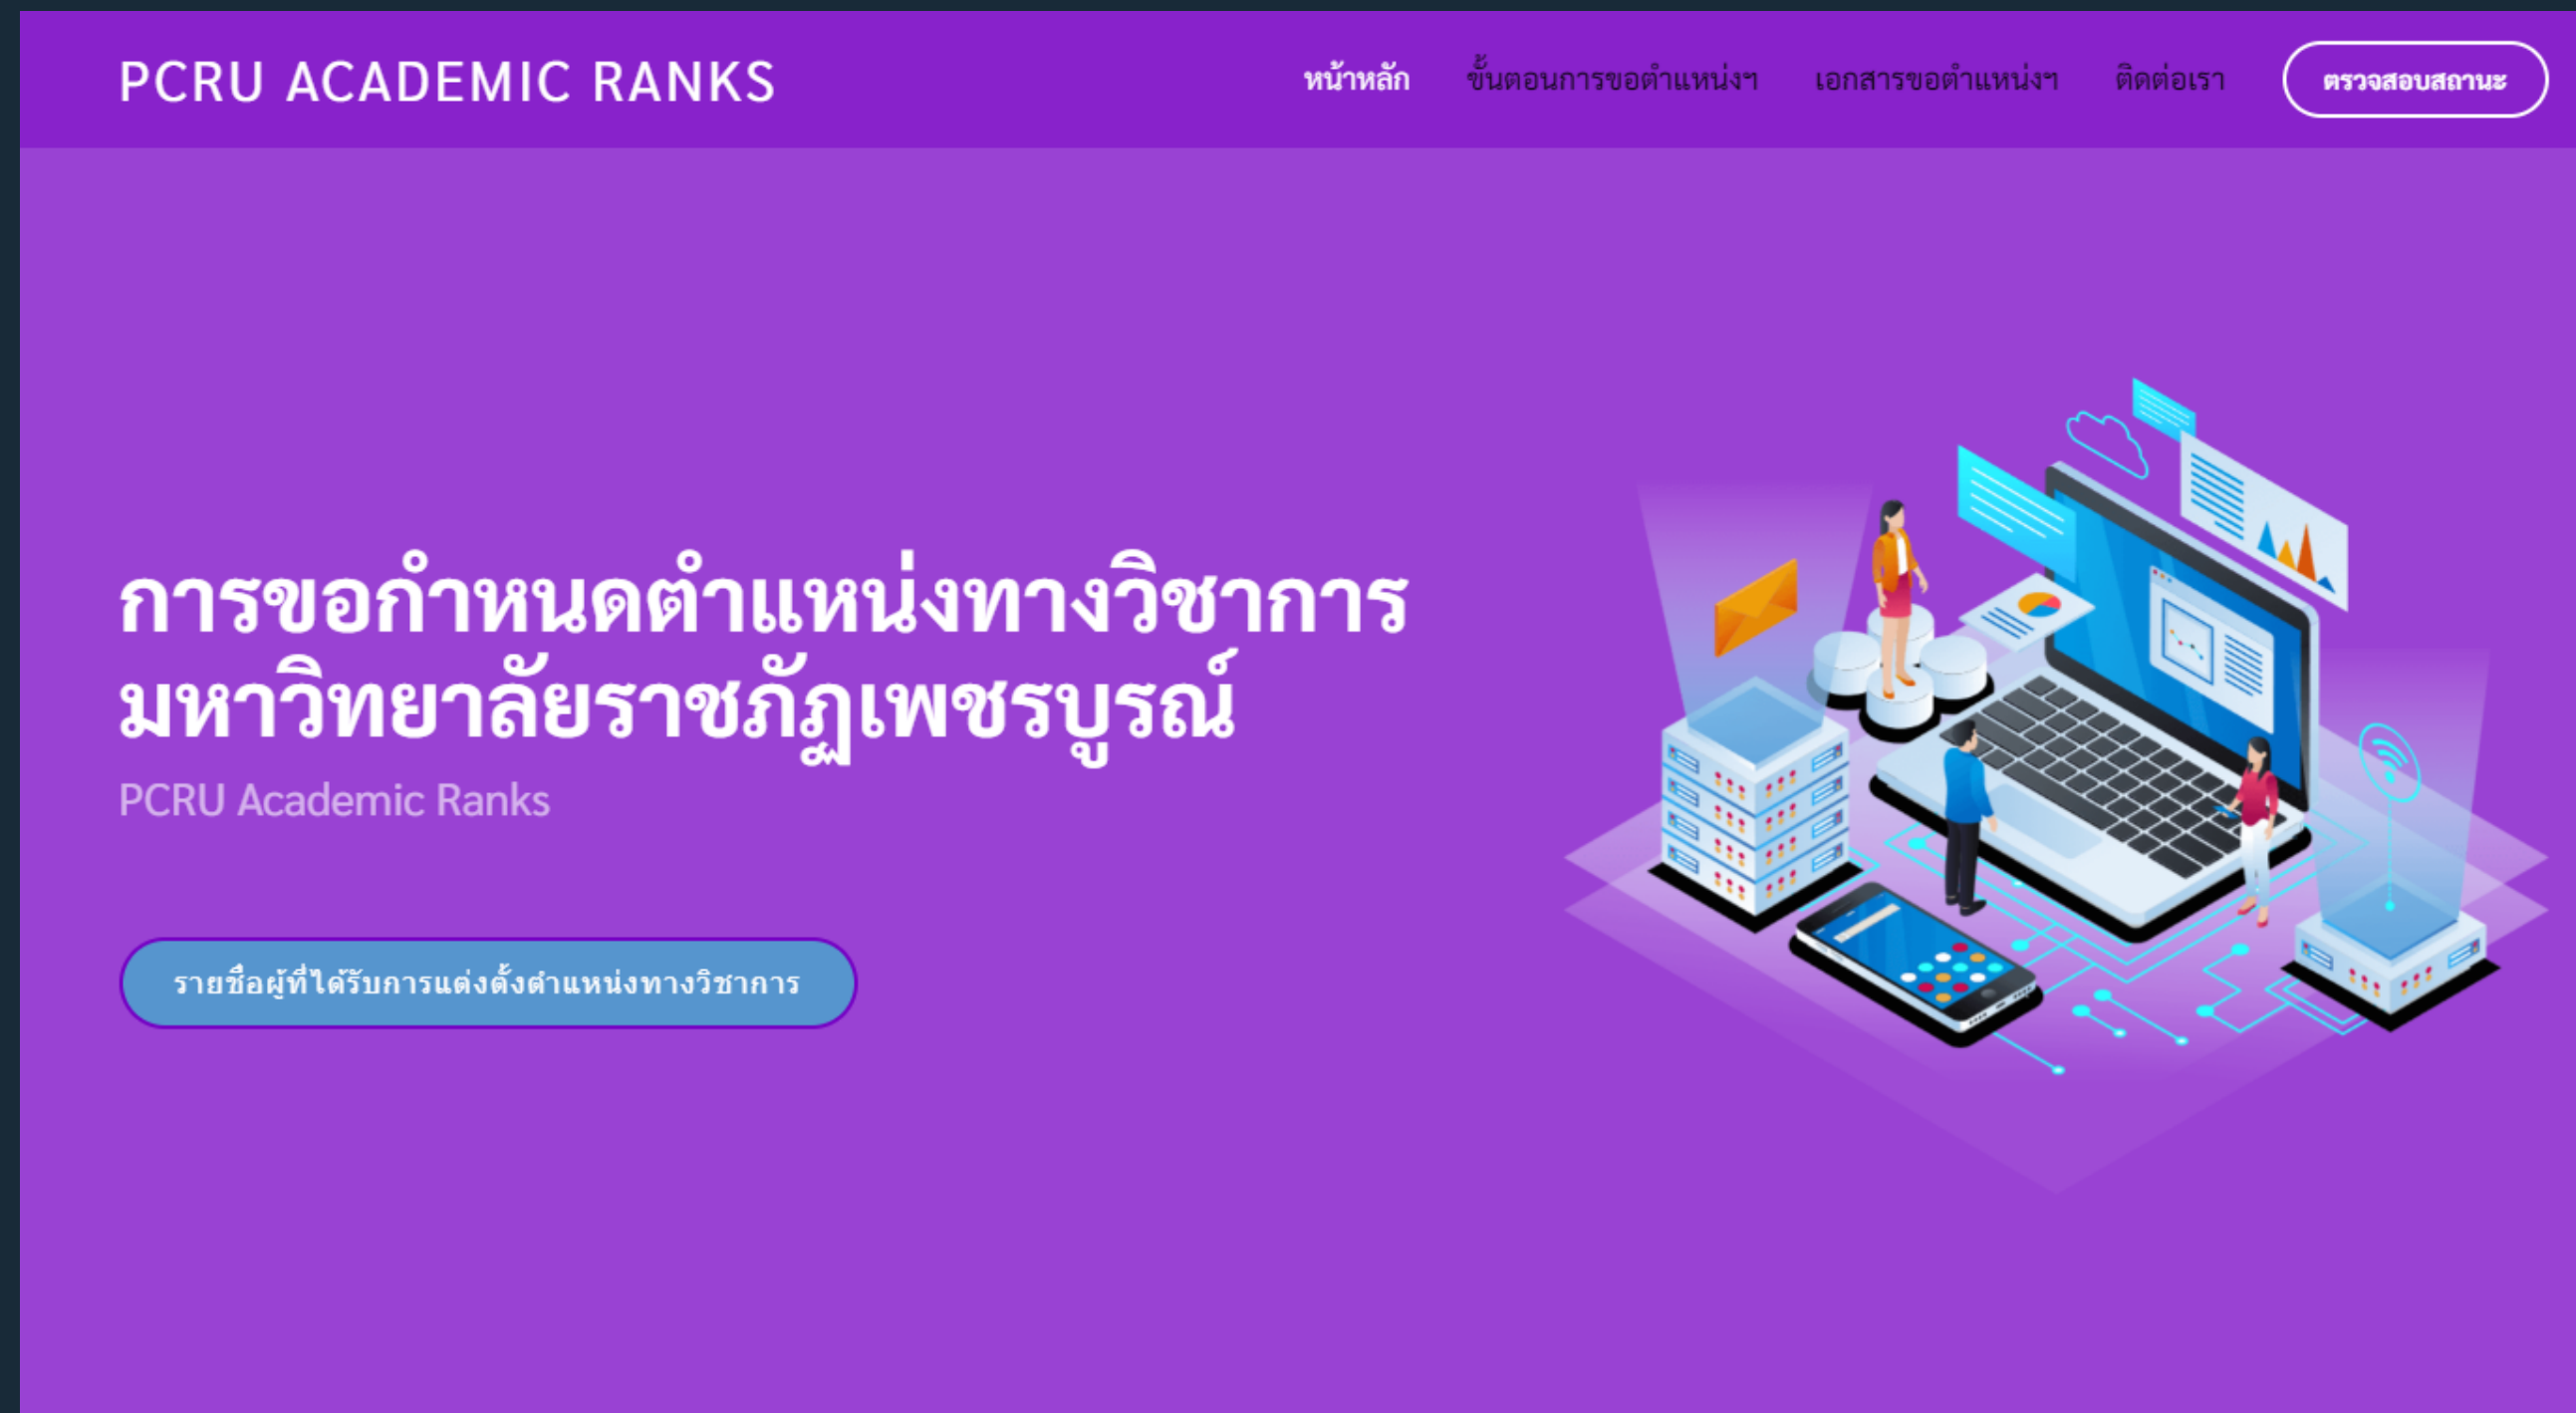 PCRU ACADEMIC RANKS
หน้าหลัก
ขั้นตอนการขอตำแหน่งฯ
เอกสารขอตำแหน่งฯ
ติดต่อเรา
ตรวจสอบสถานะ
การขอกำหนดตำแหน่งทางวิชาการ
มหาวิทยาลัยราชภัฏเพชรบูรณ์
PCRU Academic Ranks
รายชื่อผู้ที่ได้รับการแต่งตั้งตำแหน่งทางวิชาการ